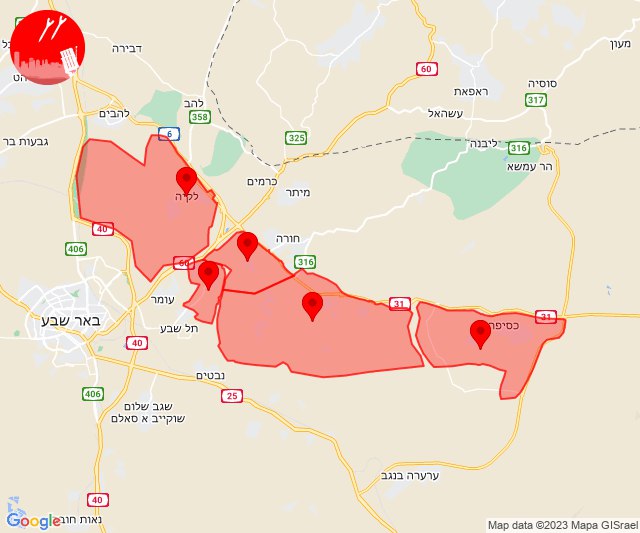 דבירה
מעון
60
סוסיה
ראפאת
317
להב
358
להבים
עשהאל
6
325
גבעות בר
ליבנה
316
הר עמשא
כרמים
מיתר
לקיה
40
חורה
406
60
316
עומר
31
31
כסיפה
באר שבע
תל שבע
40
נבטים
406
25
שגב שלום
שוקייב א סאלם
ערערה בנגב
40
נאות חובב
Google
Map data ©2023 Mapa GISrael